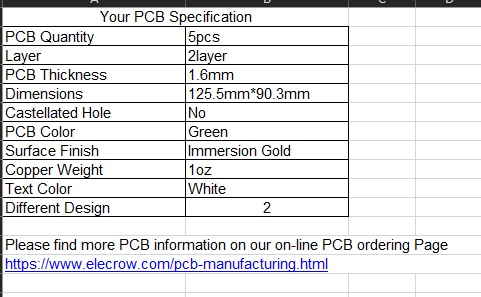 Your PCB Specification
PCB Quantity 5pcs
Layer 2layer
PCB Thickness 1.6mm
Dimensions 125.5mm*90.3mm
Castellated Hole No
PCB Color Green
Surface Finish Immersion Gold
Copper Weight 1oz
Text Color White
Different Design 2
Please find more PCB information on our on-line PCB ordering Page
https://www.elecrow.com/pcb-manufacturing.html